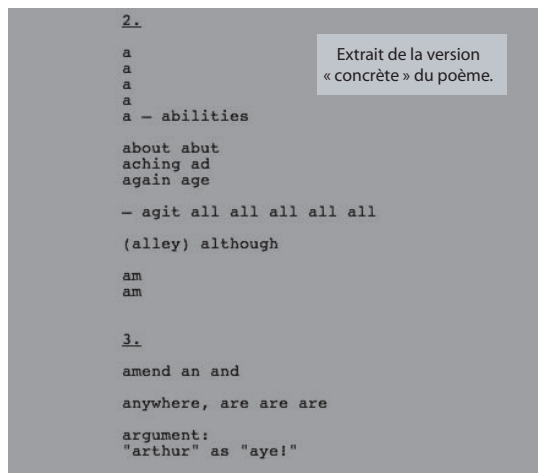 2.
Extrait de la version
« concrète » du poème.
a
a
a
a
a — abilities
about abut
aching ad
again age
— agit all all all all all
(alley) although
am
am
3.
amend an and
anywhere, are are are
argument:
"arthur" as "aye!"